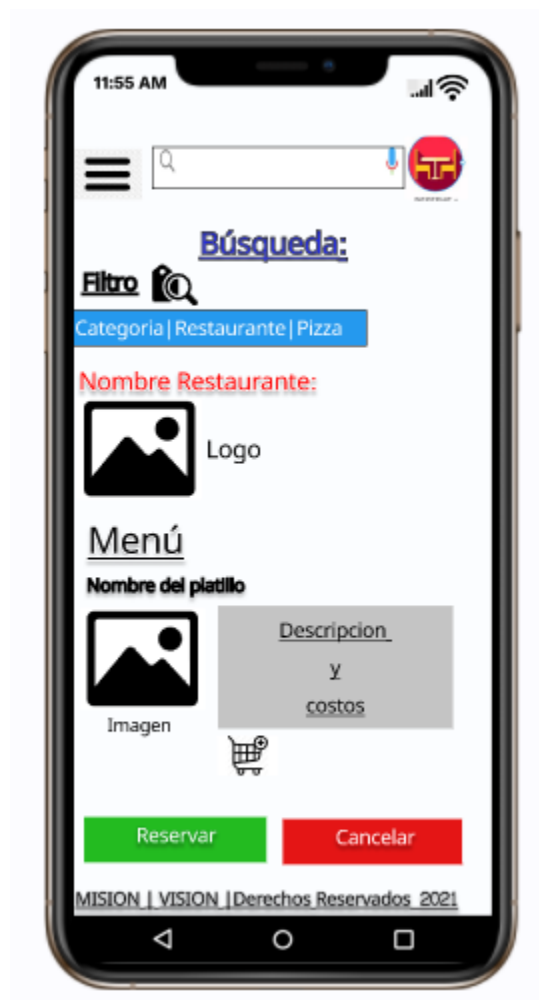 11:55 AM
Búsqueda:
Filtro
Categoria|Restaurante|Pizza
Nombre Restaurante:
Logo
Menú
Nombre del platillo
Descripcion
y
costos
Imagen
Reservar Cancelar
MISION | VISION |Derechos Reservados 2021